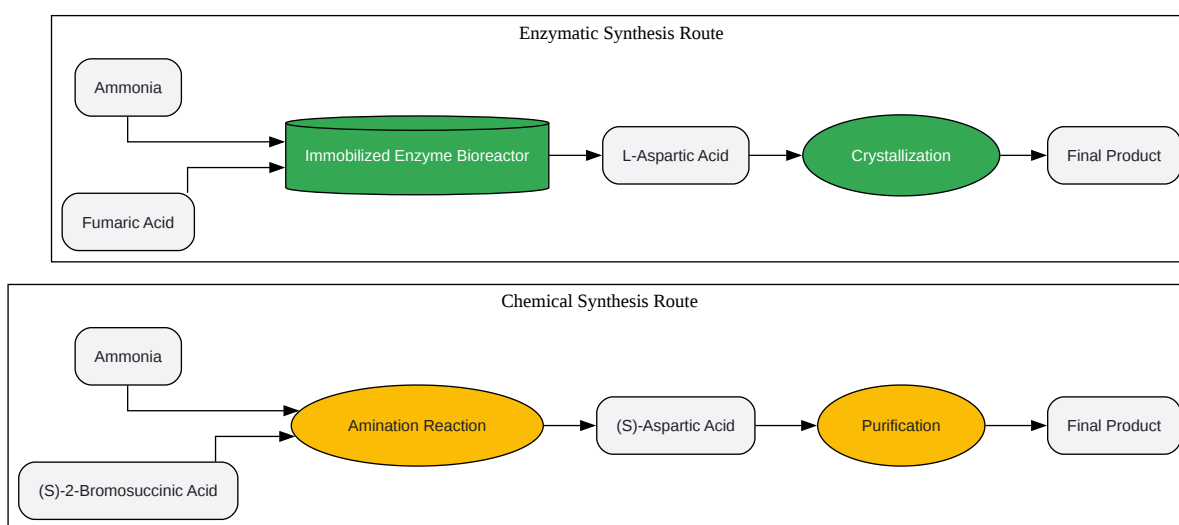 Enzymatic Synthesis Route
Ammonia
Immobilized Enzyme Bioreactor
L-Aspartic Acid
Crystallization
Final Product
Fumaric Acid
Chemical Synthesis Route
Ammonia
Amination Reaction
(S)-Aspartic Acid
Purification
Final Product
(S)-2-Bromosuccinic Acid